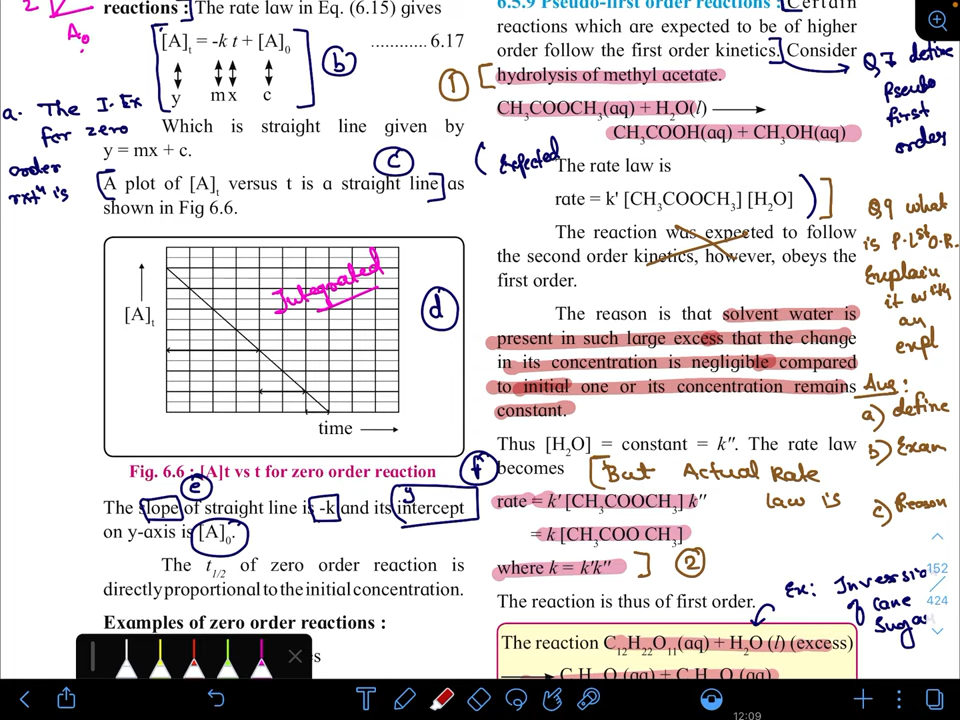 reactions : The rate law in Eq. (6.15) gives
[A]t = -k t + [A]0 ............ 6.17
y m x c
b
A0
a. The I. Ex
for zero
order
rxtn is
Which is straight line given by
y = mx + c.
C
A plot of [A]t versus t is a straight line as
shown in Fig 6.6.
Integrated
[A]t
d
time
Fig. 6.6 : [A]t vs t for zero order reaction
e
f
y
The slope of straight line is -k and its intercept
on y-axis is [A]0.
The t1/2 of zero order reaction is
directly proportional to the initial concentration.
Examples of zero order reactions :
6.5.9 Pseudo-first order reactions : Certain
reactions which are expected to be of higher
order follow the first order kinetics. Consider
hydrolysis of methyl acetate.
1
CH3COOCH3(aq) + H2O(l) ⟶
CH3COOH(aq) + CH3OH(aq)
(Expected
The rate law is
rate = k' [CH3COOCH3] [H2O])
The reaction was expected to follow
the second order kinetics, however, obeys the
first order.
The reason is that solvent water is
present in such large excess that the change
in its concentration is negligible compared
to initial one or its concentration remains
constant.
Thus [H2O] = constant = k″. The rate law
becomes
[But Actual Rate
law is
rate = k′ [CH3COOCH3] k″
= k [CH3COO CH3]
where k = k′k″
2
The reaction is thus of first order.
The reaction C12H22O11(aq) + H2O (l) (excess)
Q7 define
Pseudo
first
order
Q9 what
is P.1st O.R.
Explain
it with
an
expl
Ans:
a) define
b) Exam
c) Reason
Ex: Inversio
of cane
Sugar
152
424
12:09